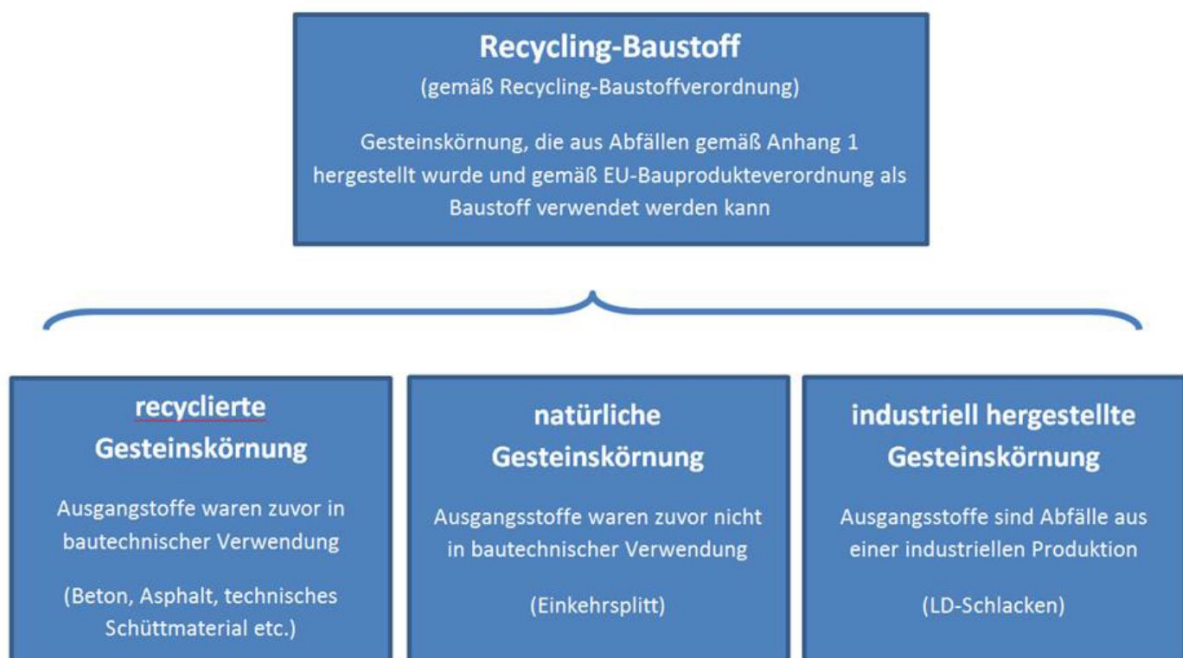 Recycling-Baustoff
(gemäß Recycling-Baustoffverordnung)
Gesteinskörnung, die aus Abfällen gemäß Anhang 1
hergestellt wurde und gemäß EU-Bauprodukteverordnung als
Baustoff verwendet werden kann
recyclierte
Gesteinskörnung
Ausgangstoffe waren zuvor in
bautechnischer Verwendung
(Beton, Asphalt, technisches
Schüttmaterial etc.)
natürliche
Gesteinskörnung
Ausgangsstoffe waren zuvor nicht
in bautechnischer Verwendung
(Einkehrsplitt)
industriell hergestellte
Gesteinskörnung
Ausgangsstoffe sind Abfälle aus
einer industriellen Produktion
(LD-Schlacken)